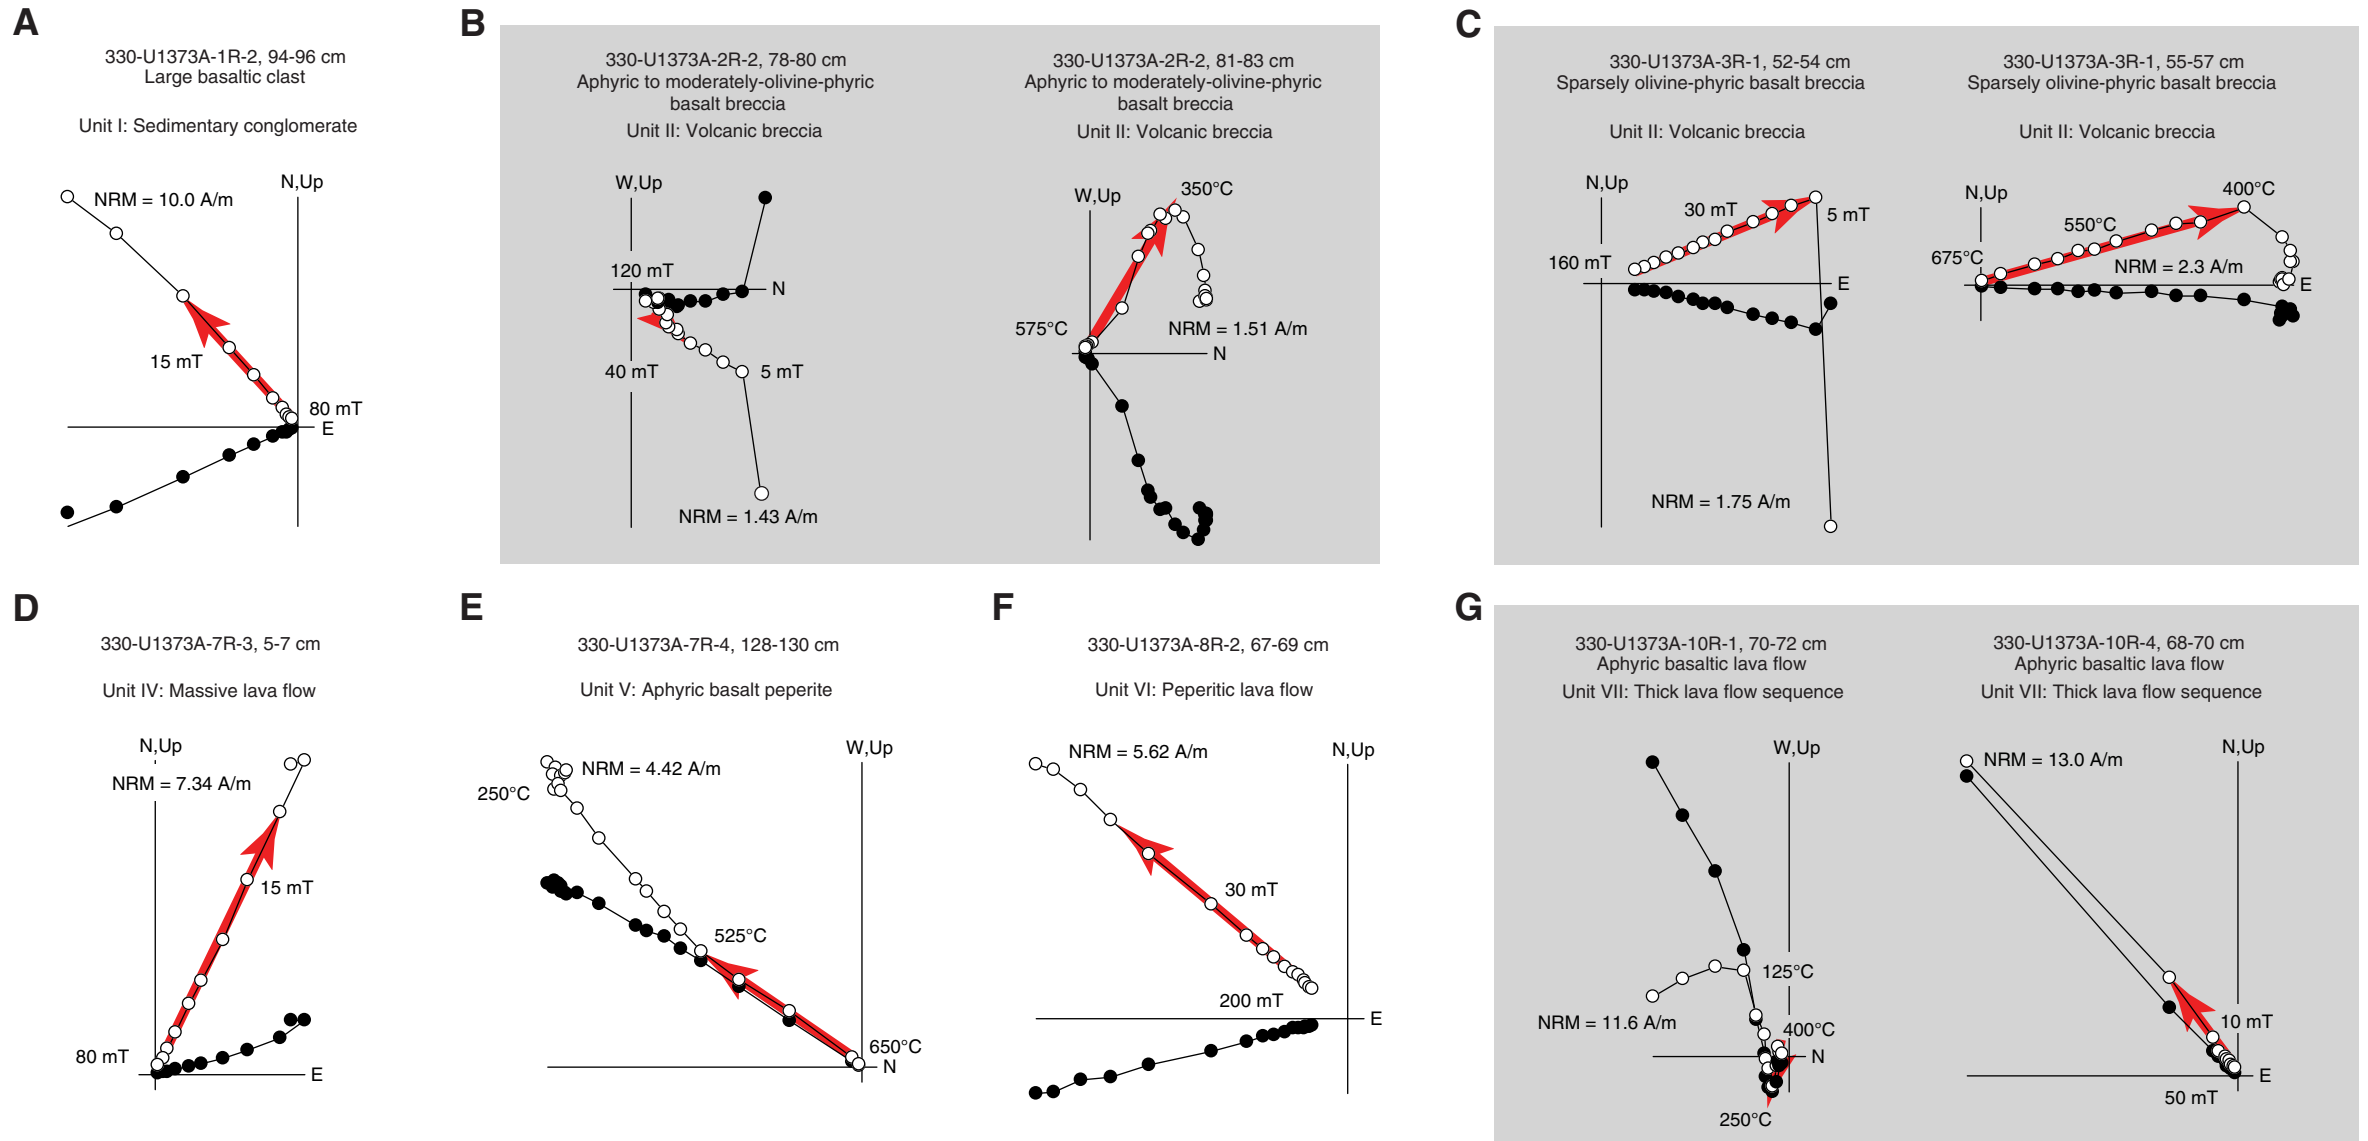 A
330-U1373A-1R-2, 94-96 cm
Large basaltic clast
Unit I: Sedimentary conglomerate
N,Up
NRM = 10.0 A/m
15 mT
80 mT
E
B
330-U1373A-2R-2, 78-80 cm
Aphyric to moderately-olivine-phyric
basalt breccia
Unit II: Volcanic breccia
W,Up
120 mT
N
40 mT
5 mT
NRM = 1.43 A/m
330-U1373A-2R-2, 81-83 cm
Aphyric to moderately-olivine-phyric
basalt breccia
Unit II: Volcanic breccia
W,Up
350°C
575°C
NRM = 1.51 A/m
N
C
330-U1373A-3R-1, 52-54 cm
Sparsely olivine-phyric basalt breccia
Unit II: Volcanic breccia
N,Up
30 mT
5 mT
160 mT
E
NRM = 1.75 A/m
330-U1373A-3R-1, 55-57 cm
Sparsely olivine-phyric basalt breccia
Unit II: Volcanic breccia
N,Up
400°C
550°C
675°C
NRM = 2.3 A/m
E
D
330-U1373A-7R-3, 5-7 cm
Unit IV: Massive lava flow
N,Up
NRM = 7.34 A/m
15 mT
80 mT
E
E
330-U1373A-7R-4, 128-130 cm
Unit V: Aphyric basalt peperite
W,Up
NRM = 4.42 A/m
250°C
525°C
650°C
N
F
330-U1373A-8R-2, 67-69 cm
Unit VI: Peperitic lava flow
N,Up
NRM = 5.62 A/m
30 mT
200 mT
E
G
330-U1373A-10R-1, 70-72 cm
Aphyric basaltic lava flow
Unit VII: Thick lava flow sequence
W,Up
125°C
NRM = 11.6 A/m
400°C
N
250°C
330-U1373A-10R-4, 68-70 cm
Aphyric basaltic lava flow
Unit VII: Thick lava flow sequence
N,Up
NRM = 13.0 A/m
10 mT
E
50 mT